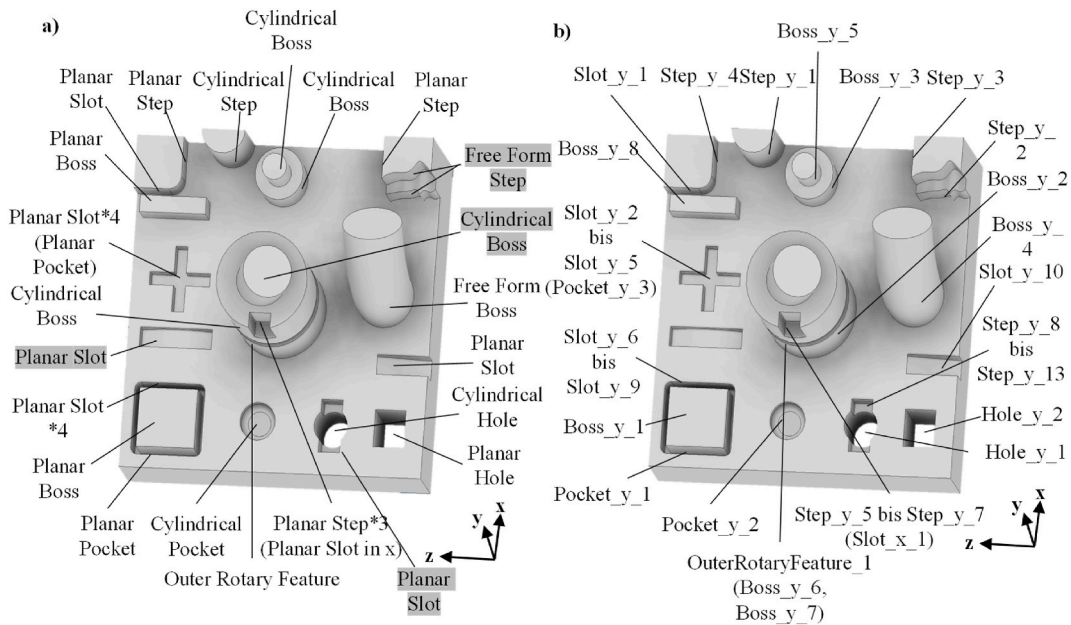 a)
Cylindrical
Boss
Planar
Slot
Planar
Step
Cylindrical
Step
Cylindrical
Boss
Planar
Step
Planar
Boss
Free Form
Step
Cylindrical
Boss
Planar Slot*4
(Planar
Pocket)
Cylindrical
Boss
Free Form
Boss
Planar Slot
Planar
Slot
Planar Slot
*4
Cylindrical
Hole
Planar
Boss
Planar
Hole
Planar
Pocket
Cylindrical
Pocket
Planar Step*3
(Planar Slot in x)
Outer Rotary Feature
Planar
Slot
y
x
z
b)
Boss_y_5
Slot_y_1
Step_y_4
Step_y_1
Boss_y_3
Step_y_3
Boss_y_8
Step_y_
2
Boss_y_2
Slot_y_2
bis
Slot_y_5
(Pocket_y_3)
Boss_y_
4
Slot_y_10
Slot_y_6
bis
Slot_y_9
Step_y_8
bis
Step_y_13
Boss_y_1
Hole_y_2
Hole_y_1
Pocket_y_1
Pocket_y_2
Step_y_5 bis Step_y_7
(Slot_x_1)
OuterRotaryFeature_1
(Boss_y_6,
Boss_y_7)
y
x
z